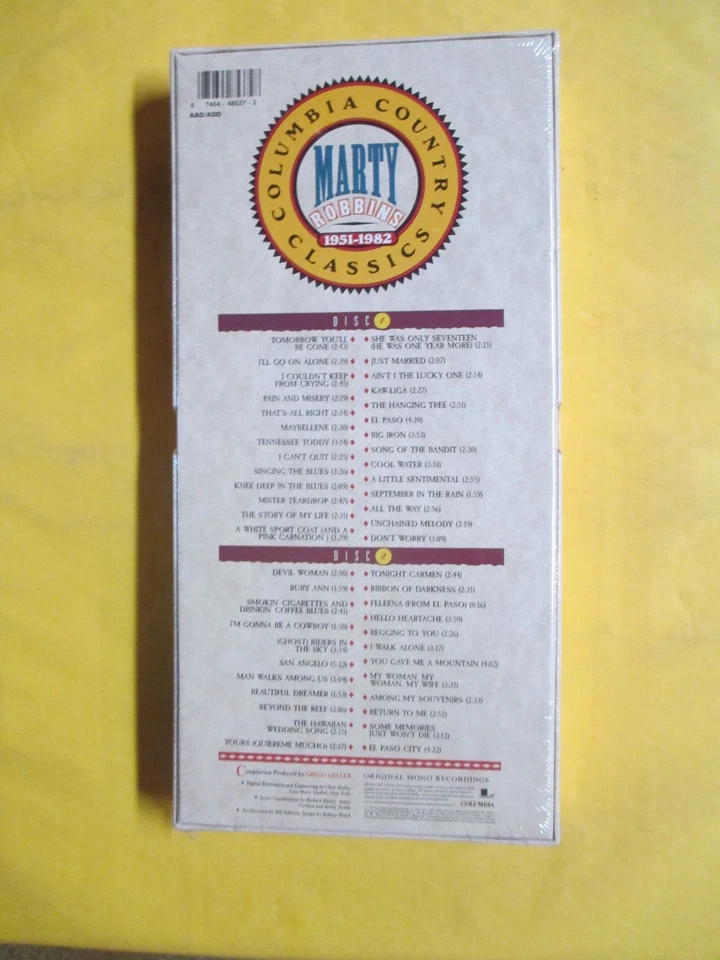 7464 - 48537 - 2
AAD/ADD
COLUMBIA COUNTRY CLASSICS
MARTY
ROBBINS
1951-1982
DISC 1
TOMORROW YOU'LL
BE GONE (2:43)
I'LL GO ON ALONE (2:39)
I COULDN'T KEEP
FROM CRYING (2:45)
PAIN AND MISERY (2:19)
THAT'S ALL RIGHT (2:34)
MAYBELLENE (2:30)
TENNESSEE TODDY (3:14)
I CAN'T QUIT (2:25)
SINGING THE BLUES (2:26)
KNEE DEEP IN THE BLUES (2:09)
MISTER TEARDROP (2:47)
THE STORY OF MY LIFE (2:31)
A WHITE SPORT COAT (AND A
PINK CARNATION ) (2:29)
SHE WAS ONLY SEVENTEEN
(HE WAS ONE YEAR MORE) (2:21)
JUST MARRIED (2:07)
AIN'T I THE LUCKY ONE (2:14)
KAW-LIGA (2:27)
THE HANGING TREE (2:51)
EL PASO (4:39)
BIG IRON (3:53)
SONG OF THE BANDIT (2:30)
COOL WATER (3:10)
A LITTLE SENTIMENTAL (2:55)
SEPTEMBER IN THE RAIN (1:59)
ALL THE WAY (2:56)
UNCHAINED MELODY (2:19)
DON'T WORRY (3:09)
DISC 2
DEVIL WOMAN (2:50)
RUBY ANN (1:59)
SMOKIN' CIGARETTES AND
DRINKIN' COFFEE BLUES (2:41)
I'M GONNA BE A COWBOY (1:50)
(GHOST) RIDERS IN
THE SKY (3:34)
SAN ANGELO
MAN WALKS AMONG US (3:04)
BEAUTIFUL DREAMER (1:53)
BEYOND THE REEF (3:06)
THE HAWAIIAN
WEDDING SONG (2:15)
YOURS (QUIEREME MUCHO) (2:37)
TONIGHT CARMEN (2:44)
RIBBON OF DARKNESS (2:31)
FELEENA (FROM EL PASO) (8:16)
HELLO HEARTACHE (3:59)
BEGGING TO YOU (2:26)
I WALK ALONE (3:17)
YOU GAVE ME A MOUNTAIN (4:02)
MY WOMAN, MY
WOMAN, MY WIFE (3:31)
AMONG MY SOUVENIRS (2:33)
RETURN TO ME (2:52)
SOME MEMORIES
JUST WON'T DIE (3:12)
EL PASO CITY (4:22)
Compilation Produced by GREGG GELLER
ORIGINAL MONO RECORDINGS
COLUMBIA